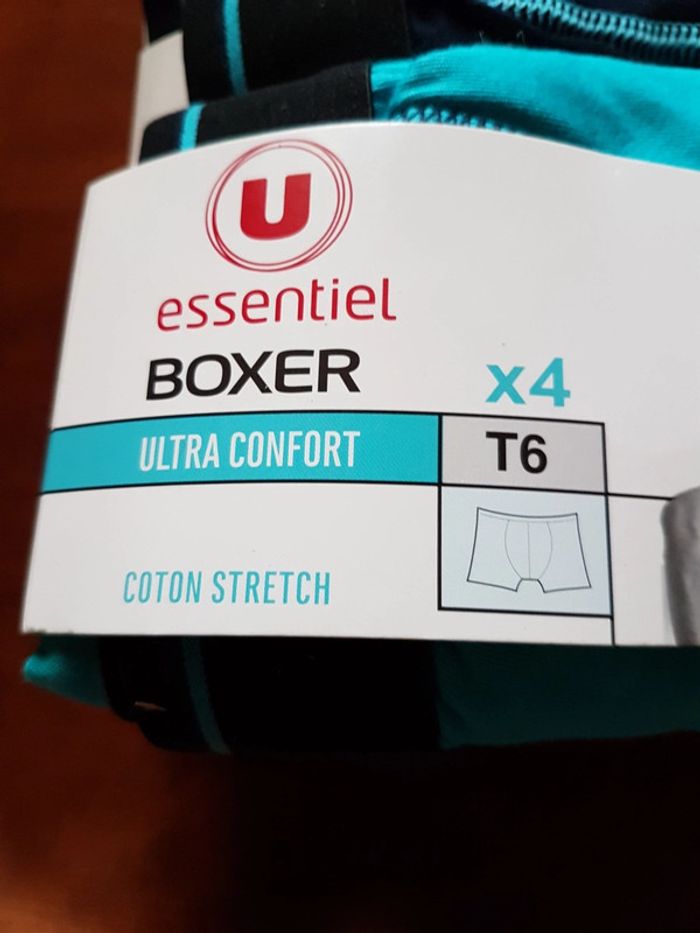 U
essentiel
BOXER
x4
ULTRA CONFORT
T6
COTON STRETCH